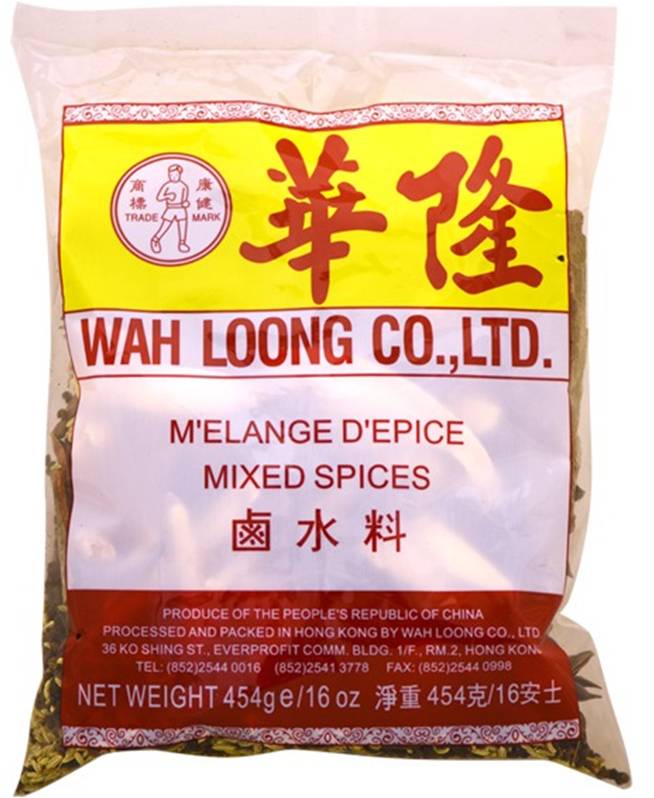 商標 康健
TRADE MARK
華隆
WAH LOONG CO.,LTD.
M'ELANGE D'EPICE
MIXED SPICES
鹵水料
PRODUCE OF THE PEOPLE'S REPUBLIC OF CHINA
PROCESSED AND PACKED IN HONG KONG BY WAH LOONG CO., LTD
36 KO SHING ST., EVERPROFIT COMM. BLDG. 1/F., RM.2, HONG KONG
TEL: (852)2544 0016 (852)2541 3778 FAX: (852)2544 0998
NET WEIGHT 454g e/16 oz 淨重 454克/16安士